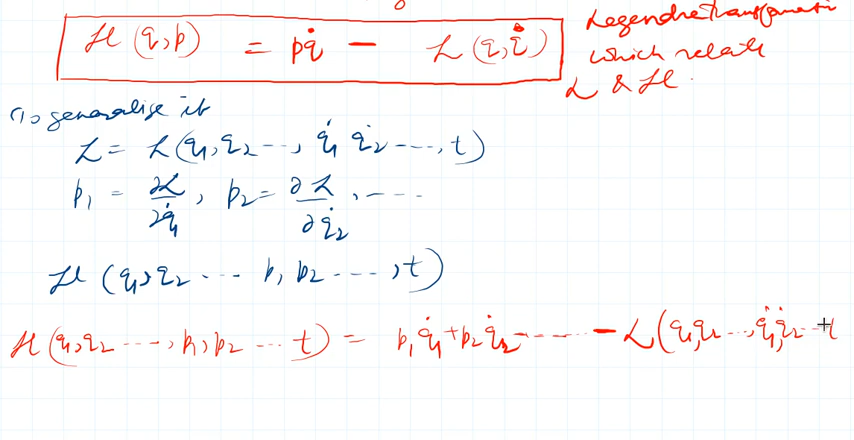 Legendre Transformation
H (q, p) = pq̇ − L (q, q̇)
which relate
L & H.
To generalise it
L = L(q₁, q₂ ---, q̇₁ q̇₂ ---, t)
p₁ = ∂L/∂q̇₁, p₂ = ∂L/∂q̇₂, ----
H (q₁, q₂ --- p₁ p₂ ----, t)
H (q₁, q₂ ---, p₁, p₂ --- t) = p₁q̇₁ + p₂q̇₂ ------ − L(q₁, q₂ ---, q̇₁, q̇₂ --- t